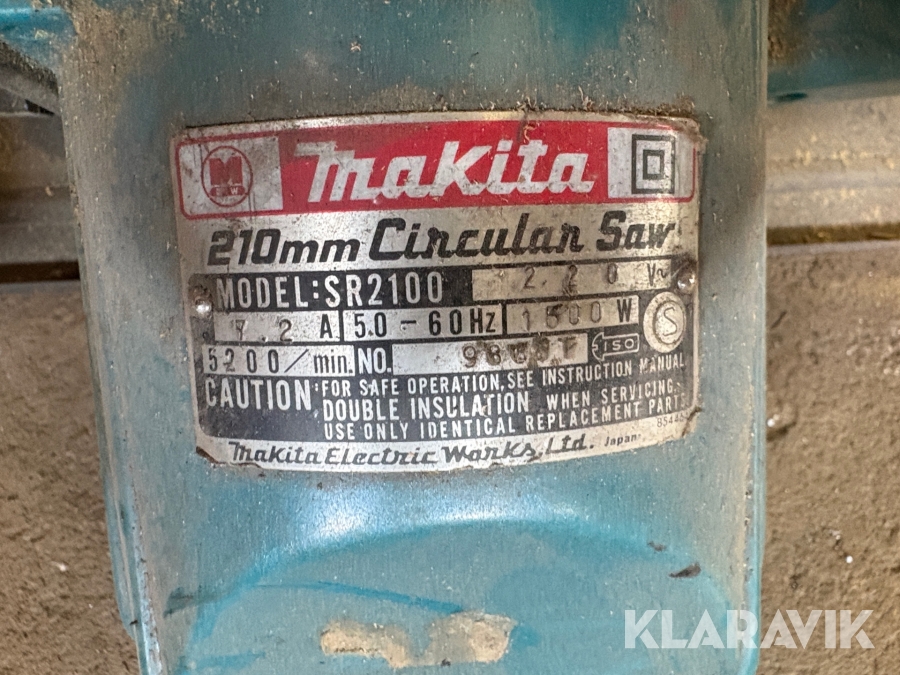 M
makita
210mm Circular Saw
MODEL:SR2100 220 V~
7.2 A 50-60Hz 1500 W S
5200/min. NO. ISO
CAUTION: FOR SAFE OPERATION, SEE INSTRUCTION MANUAL
DOUBLE INSULATION WHEN SERVICING,
USE ONLY IDENTICAL REPLACEMENT PARTS
Makita Electric Works, Ltd. Japan
KLARAVIK